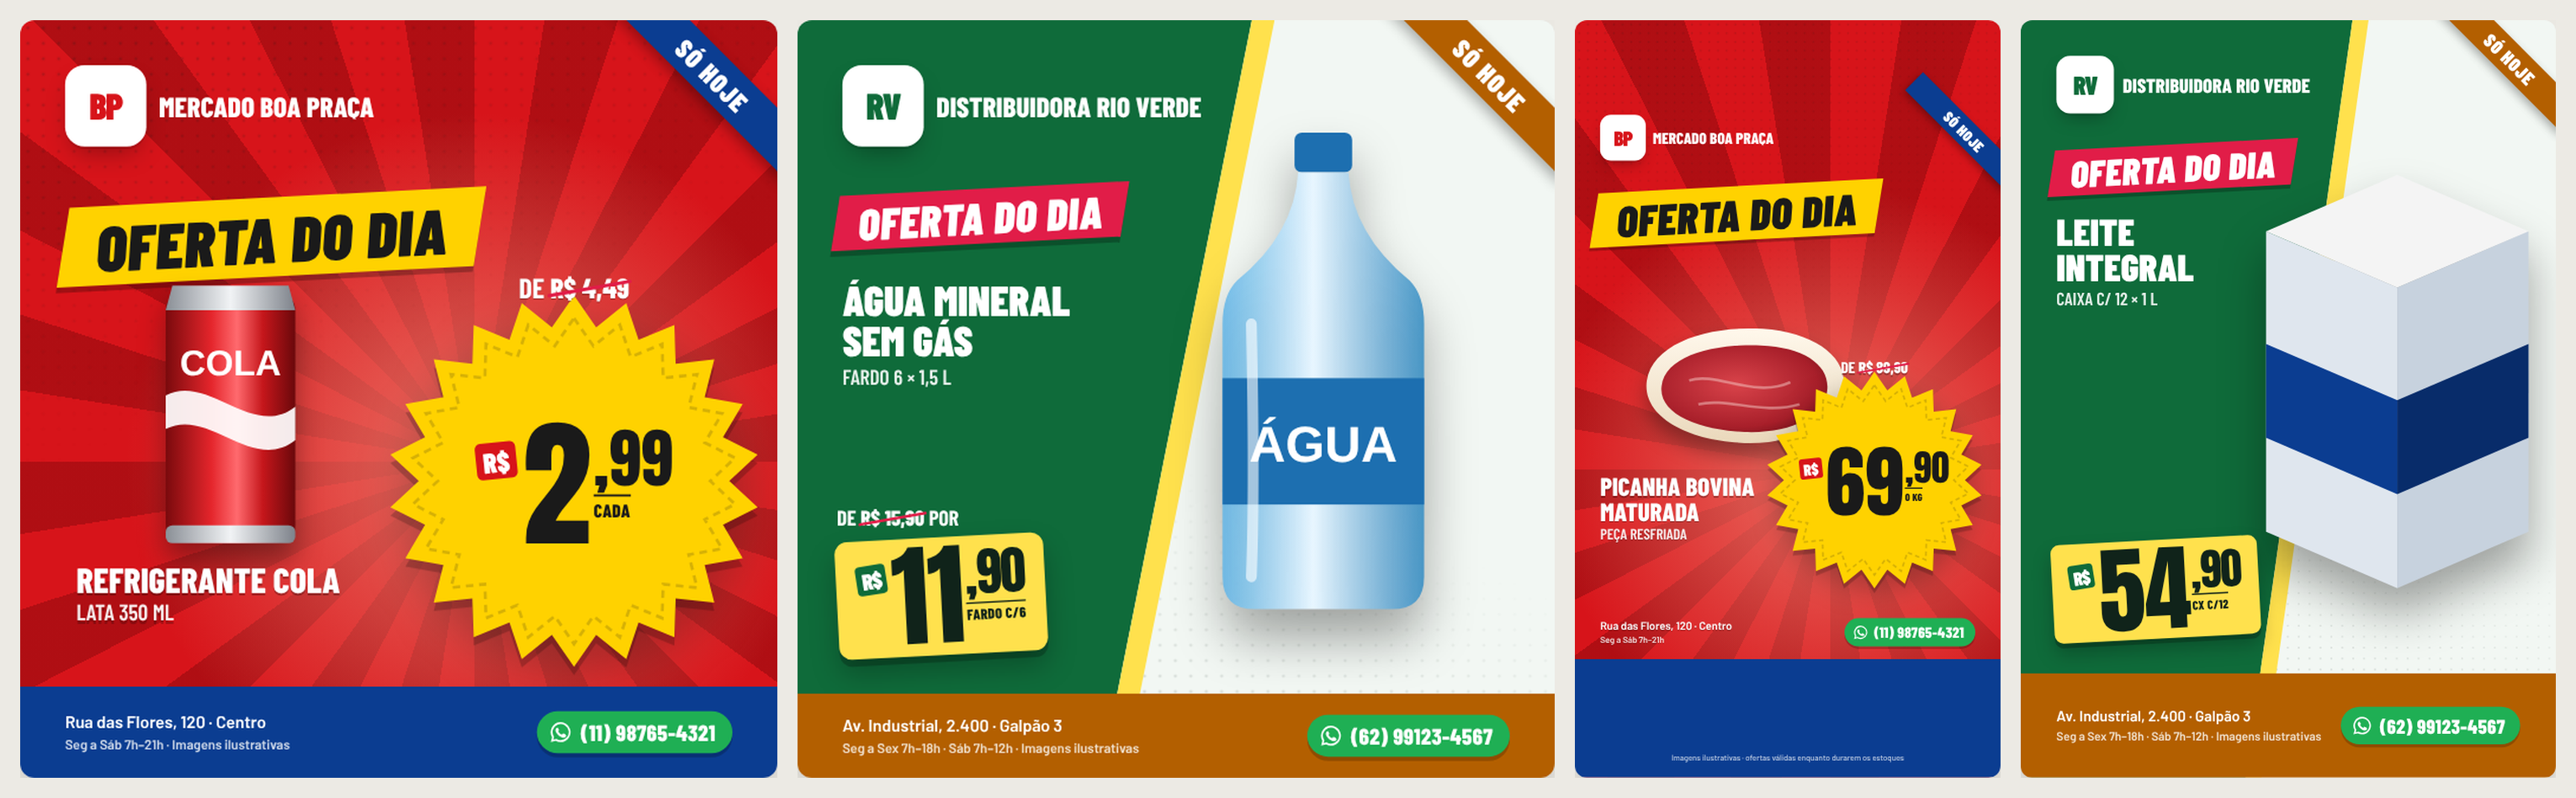 SÓ HOJE
BP
MERCADO BOA PRAÇA
OFERTA DO DIA
DE R$ 4,49
COLA
R$ 2,99
CADA
REFRIGERANTE COLA
LATA 350 ML
Rua das Flores, 120 · Centro
Seg a Sáb 7h–21h · Imagens ilustrativas
(11) 98765-4321
SÓ HOJE
RV
DISTRIBUIDORA RIO VERDE
OFERTA DO DIA
ÁGUA MINERAL
SEM GÁS
FARDO 6 × 1,5 L
ÁGUA
DE R$ 15,90 POR
R$ 11,90
FARDO C/6
Av. Industrial, 2.400 · Galpão 3
Seg a Sex 7h–18h · Sáb 7h–12h · Imagens ilustrativas
(62) 99123-4567
SÓ HOJE
BP
MERCADO BOA PRAÇA
OFERTA DO DIA
DE R$
R$ 69,90
O KG
PICANHA BOVINA
MATURADA
PEÇA RESFRIADA
Rua das Flores, 120 · Centro
Seg a Sáb 7h–21h
(11) 98765-4321
Imagens ilustrativas · ofertas válidas enquanto durarem os estoques
SÓ HOJE
RV
DISTRIBUIDORA RIO VERDE
OFERTA DO DIA
LEITE
INTEGRAL
CAIXA C/ 12 × 1 L
R$ 54,90
CX C/12
Av. Industrial, 2.400 · Galpão 3
Seg a Sex 7h–18h · Sáb 7h–12h · Imagens ilustrativas
(62) 99123-4567